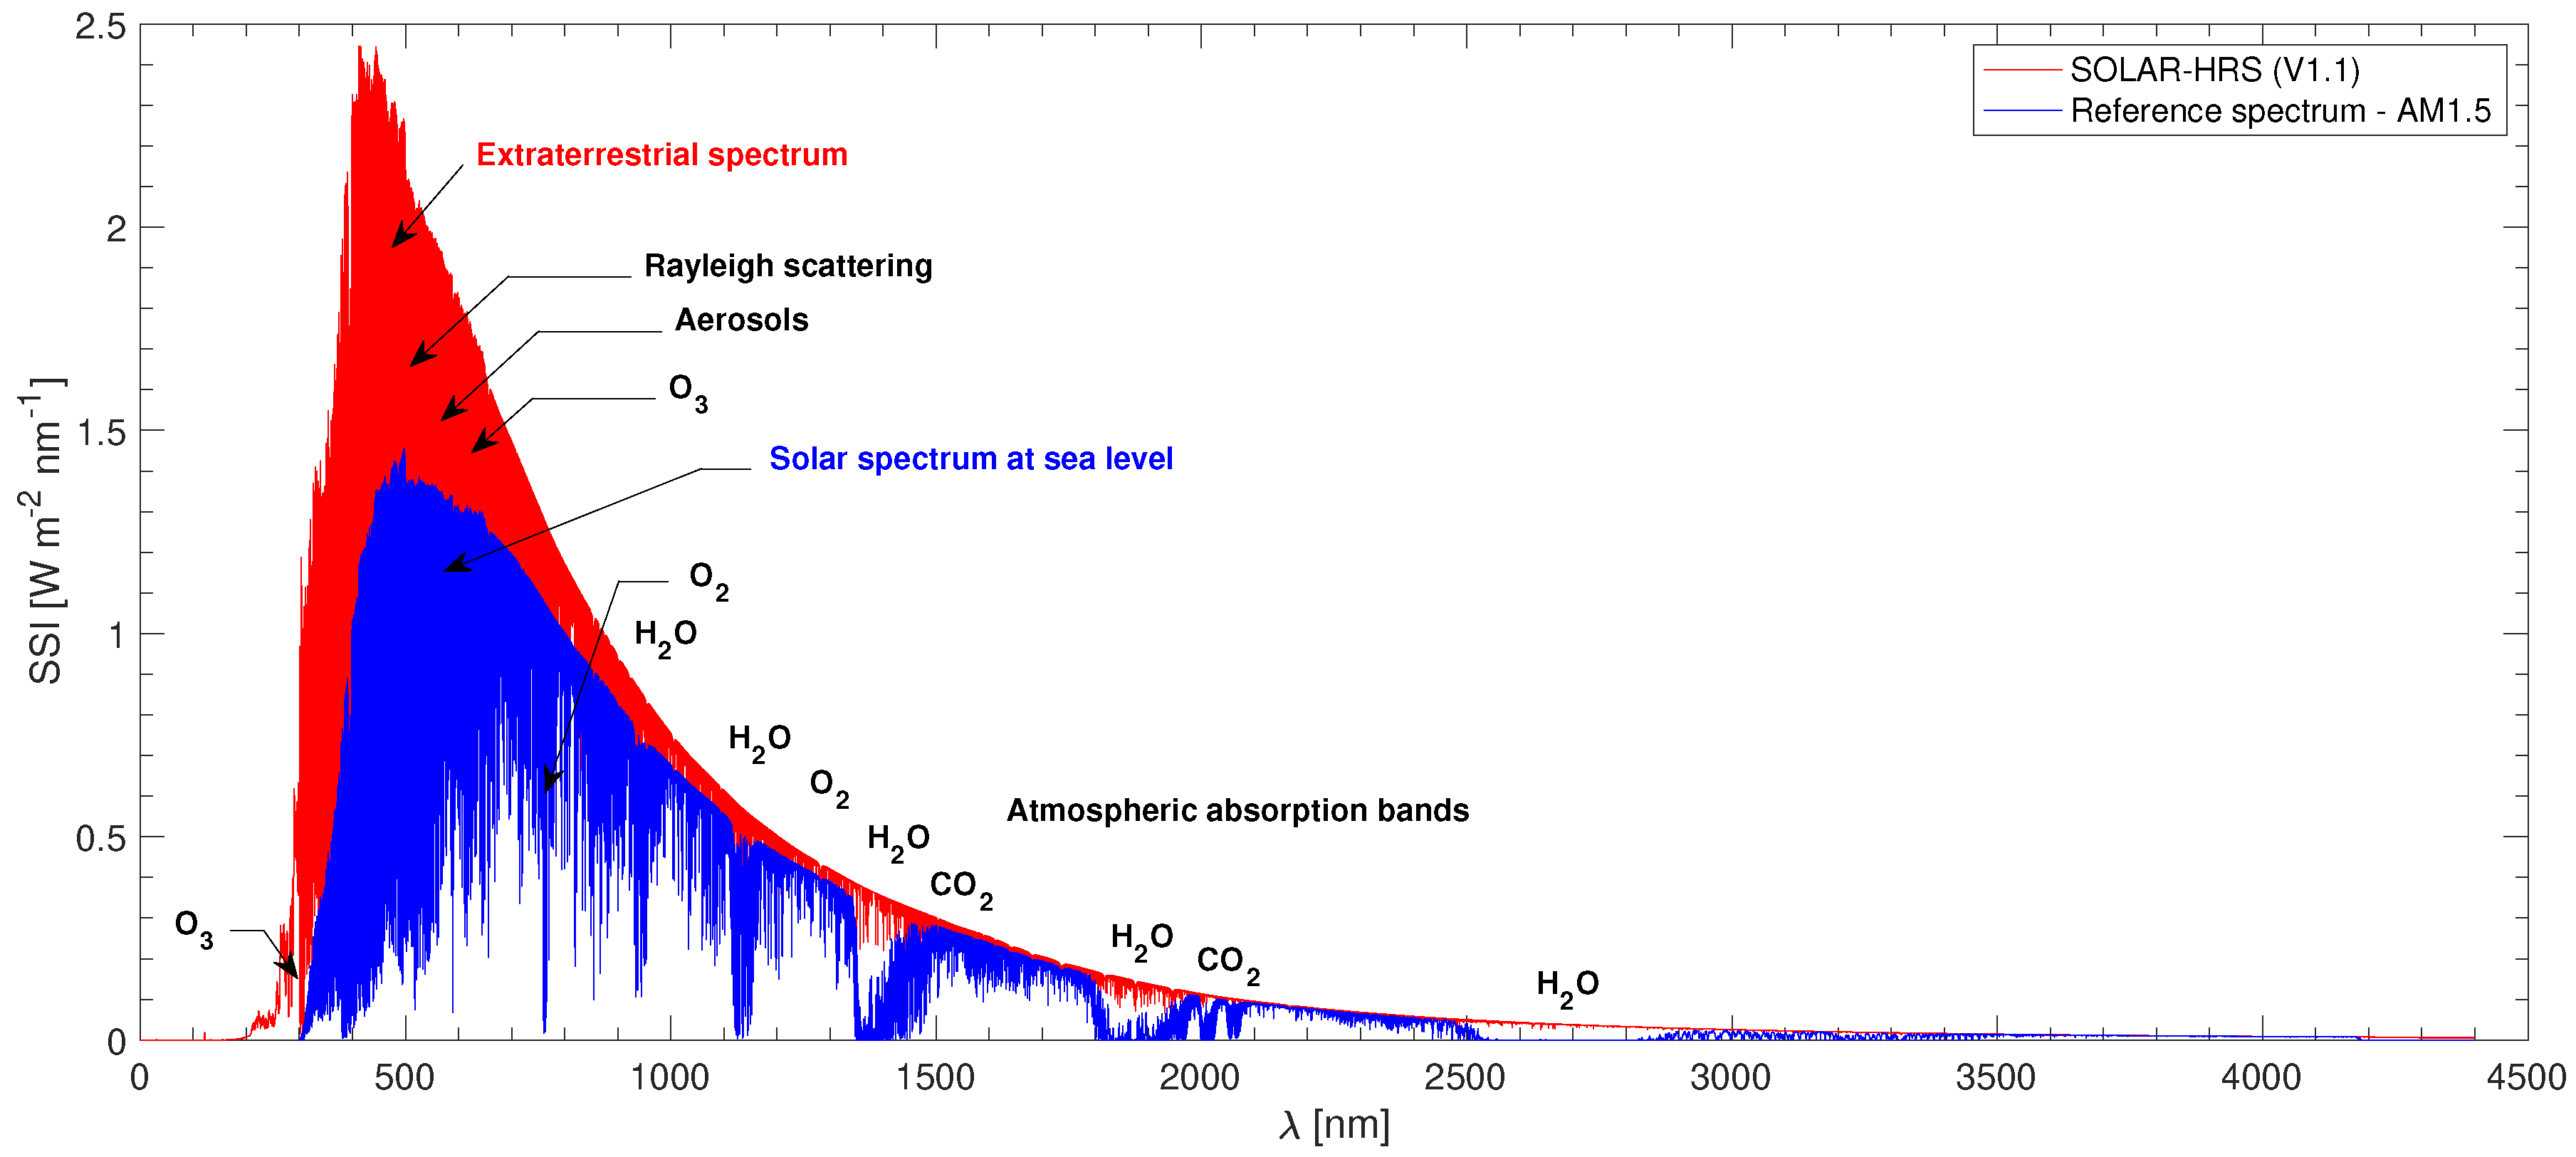 SOLAR-HRS (V1.1)
Reference spectrum - AM1.5
Extraterrestrial spectrum
Rayleigh scattering
Aerosols
O3
Solar spectrum at sea level
O2
H2O
H2O
O2
H2O
Atmospheric absorption bands
CO2
O3
H2O
CO2
H2O
SSI [W m-2 nm-1]
2.5
2
1.5
1
0.5
0
0 500 1000 1500 2000 2500 3000 3500 4000 4500
λ [nm]